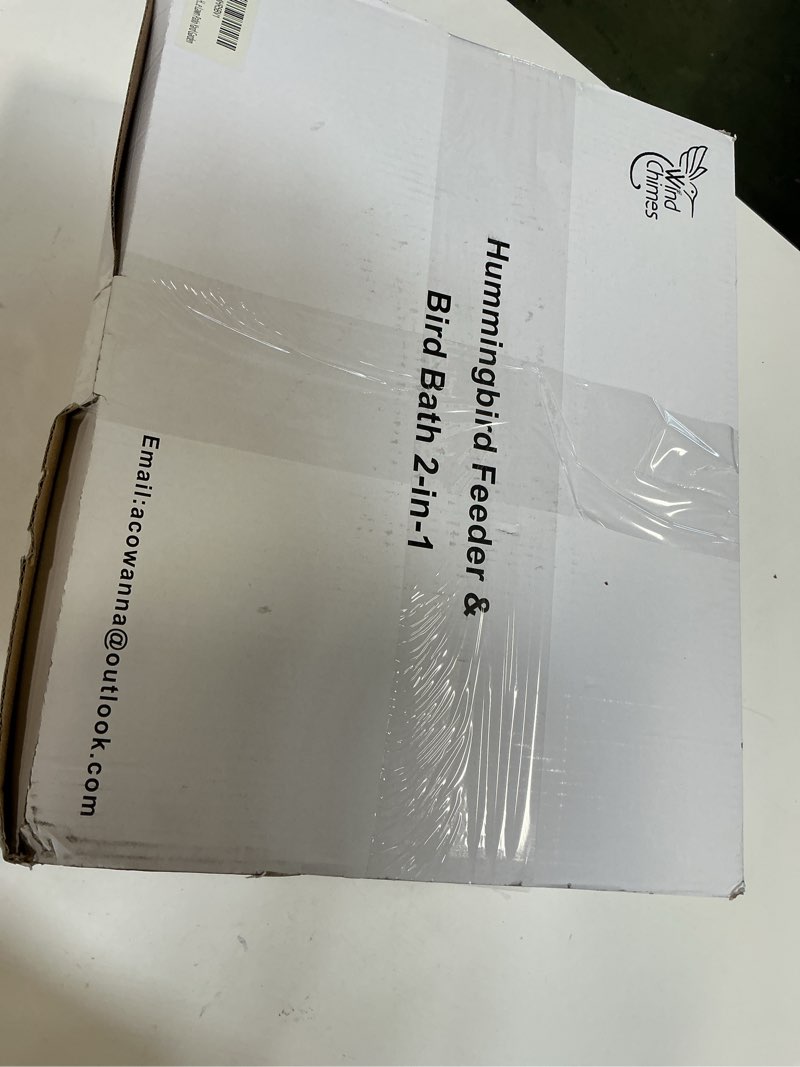 Wind
Chimes
Hummingbird Feeder &
Bird Bath 2-in-1
Email:acowanna@outlook.com